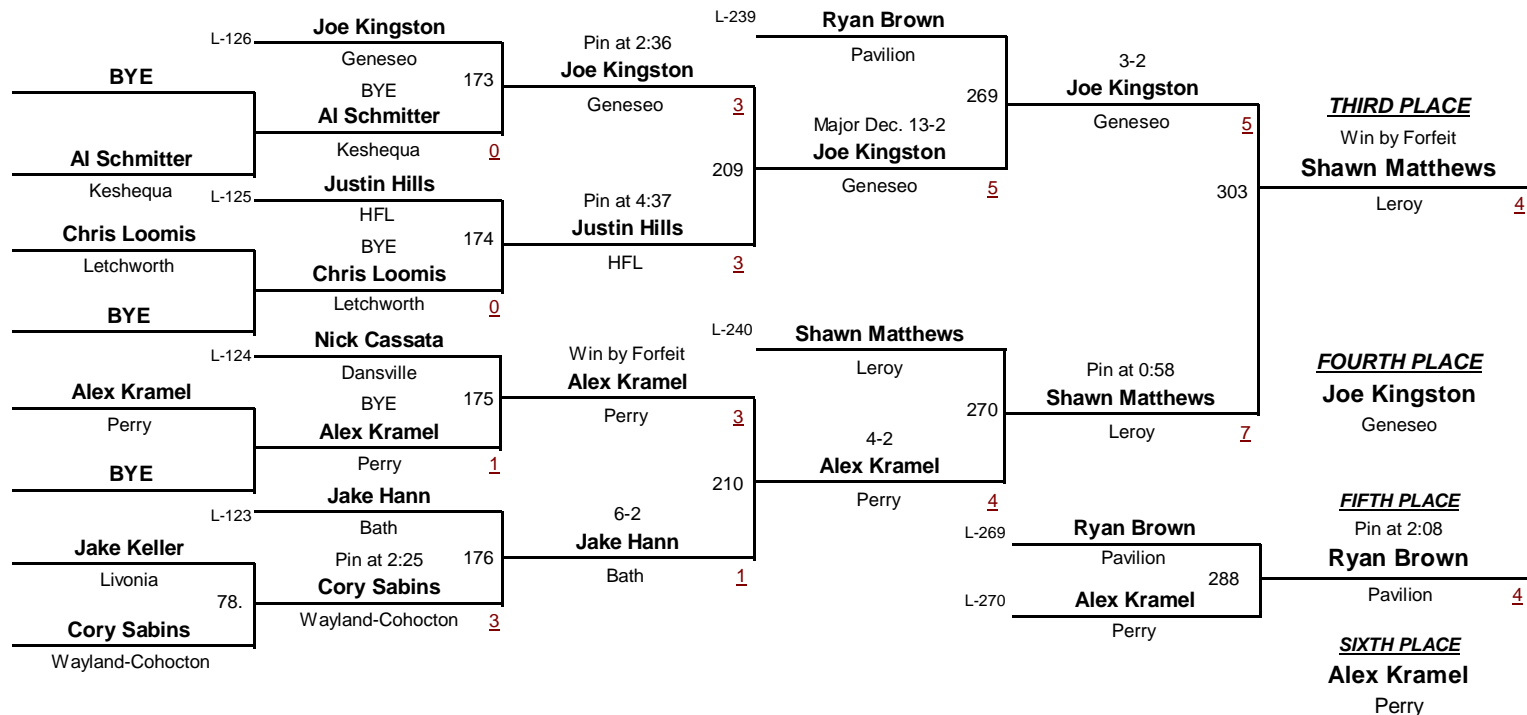 BYE
Al Schmitter
Keshequa
Chris Loomis
Letchworth
BYE
Alex Kramel
Perry
BYE
Jake Keller
Livonia
78.
Cory Sabins
Wayland-Cohocton
L-126
Joe Kingston
Geneseo
BYE
173
Al Schmitter
Keshequa
0
L-125
Justin Hills
HFL
BYE
174
Chris Loomis
Letchworth
0
L-124
Nick Cassata
Dansville
BYE
175
Alex Kramel
Perry
1
L-123
Jake Hann
Bath
Pin at 2:25
176
Cory Sabins
Wayland-Cohocton
3
Pin at 2:36
Joe Kingston
Geneseo
3
209
Pin at 4:37
Justin Hills
HFL
3
Win by Forfeit
Alex Kramel
Perry
3
210
6-2
Jake Hann
Bath
1
L-239
Ryan Brown
Pavilion
269
Major Dec. 13-2
Joe Kingston
Geneseo
5
L-240
Shawn Matthews
Leroy
270
4-2
Alex Kramel
Perry
4
3-2
Joe Kingston
Geneseo
5
303
Pin at 0:58
Shawn Matthews
Leroy
7
L-269
Ryan Brown
Pavilion
288
L-270
Alex Kramel
Perry
THIRD PLACE
Win by Forfeit
Shawn Matthews
Leroy
4
FOURTH PLACE
Joe Kingston
Geneseo
FIFTH PLACE
Pin at 2:08
Ryan Brown
Pavilion
4
SIXTH PLACE
Alex Kramel
Perry